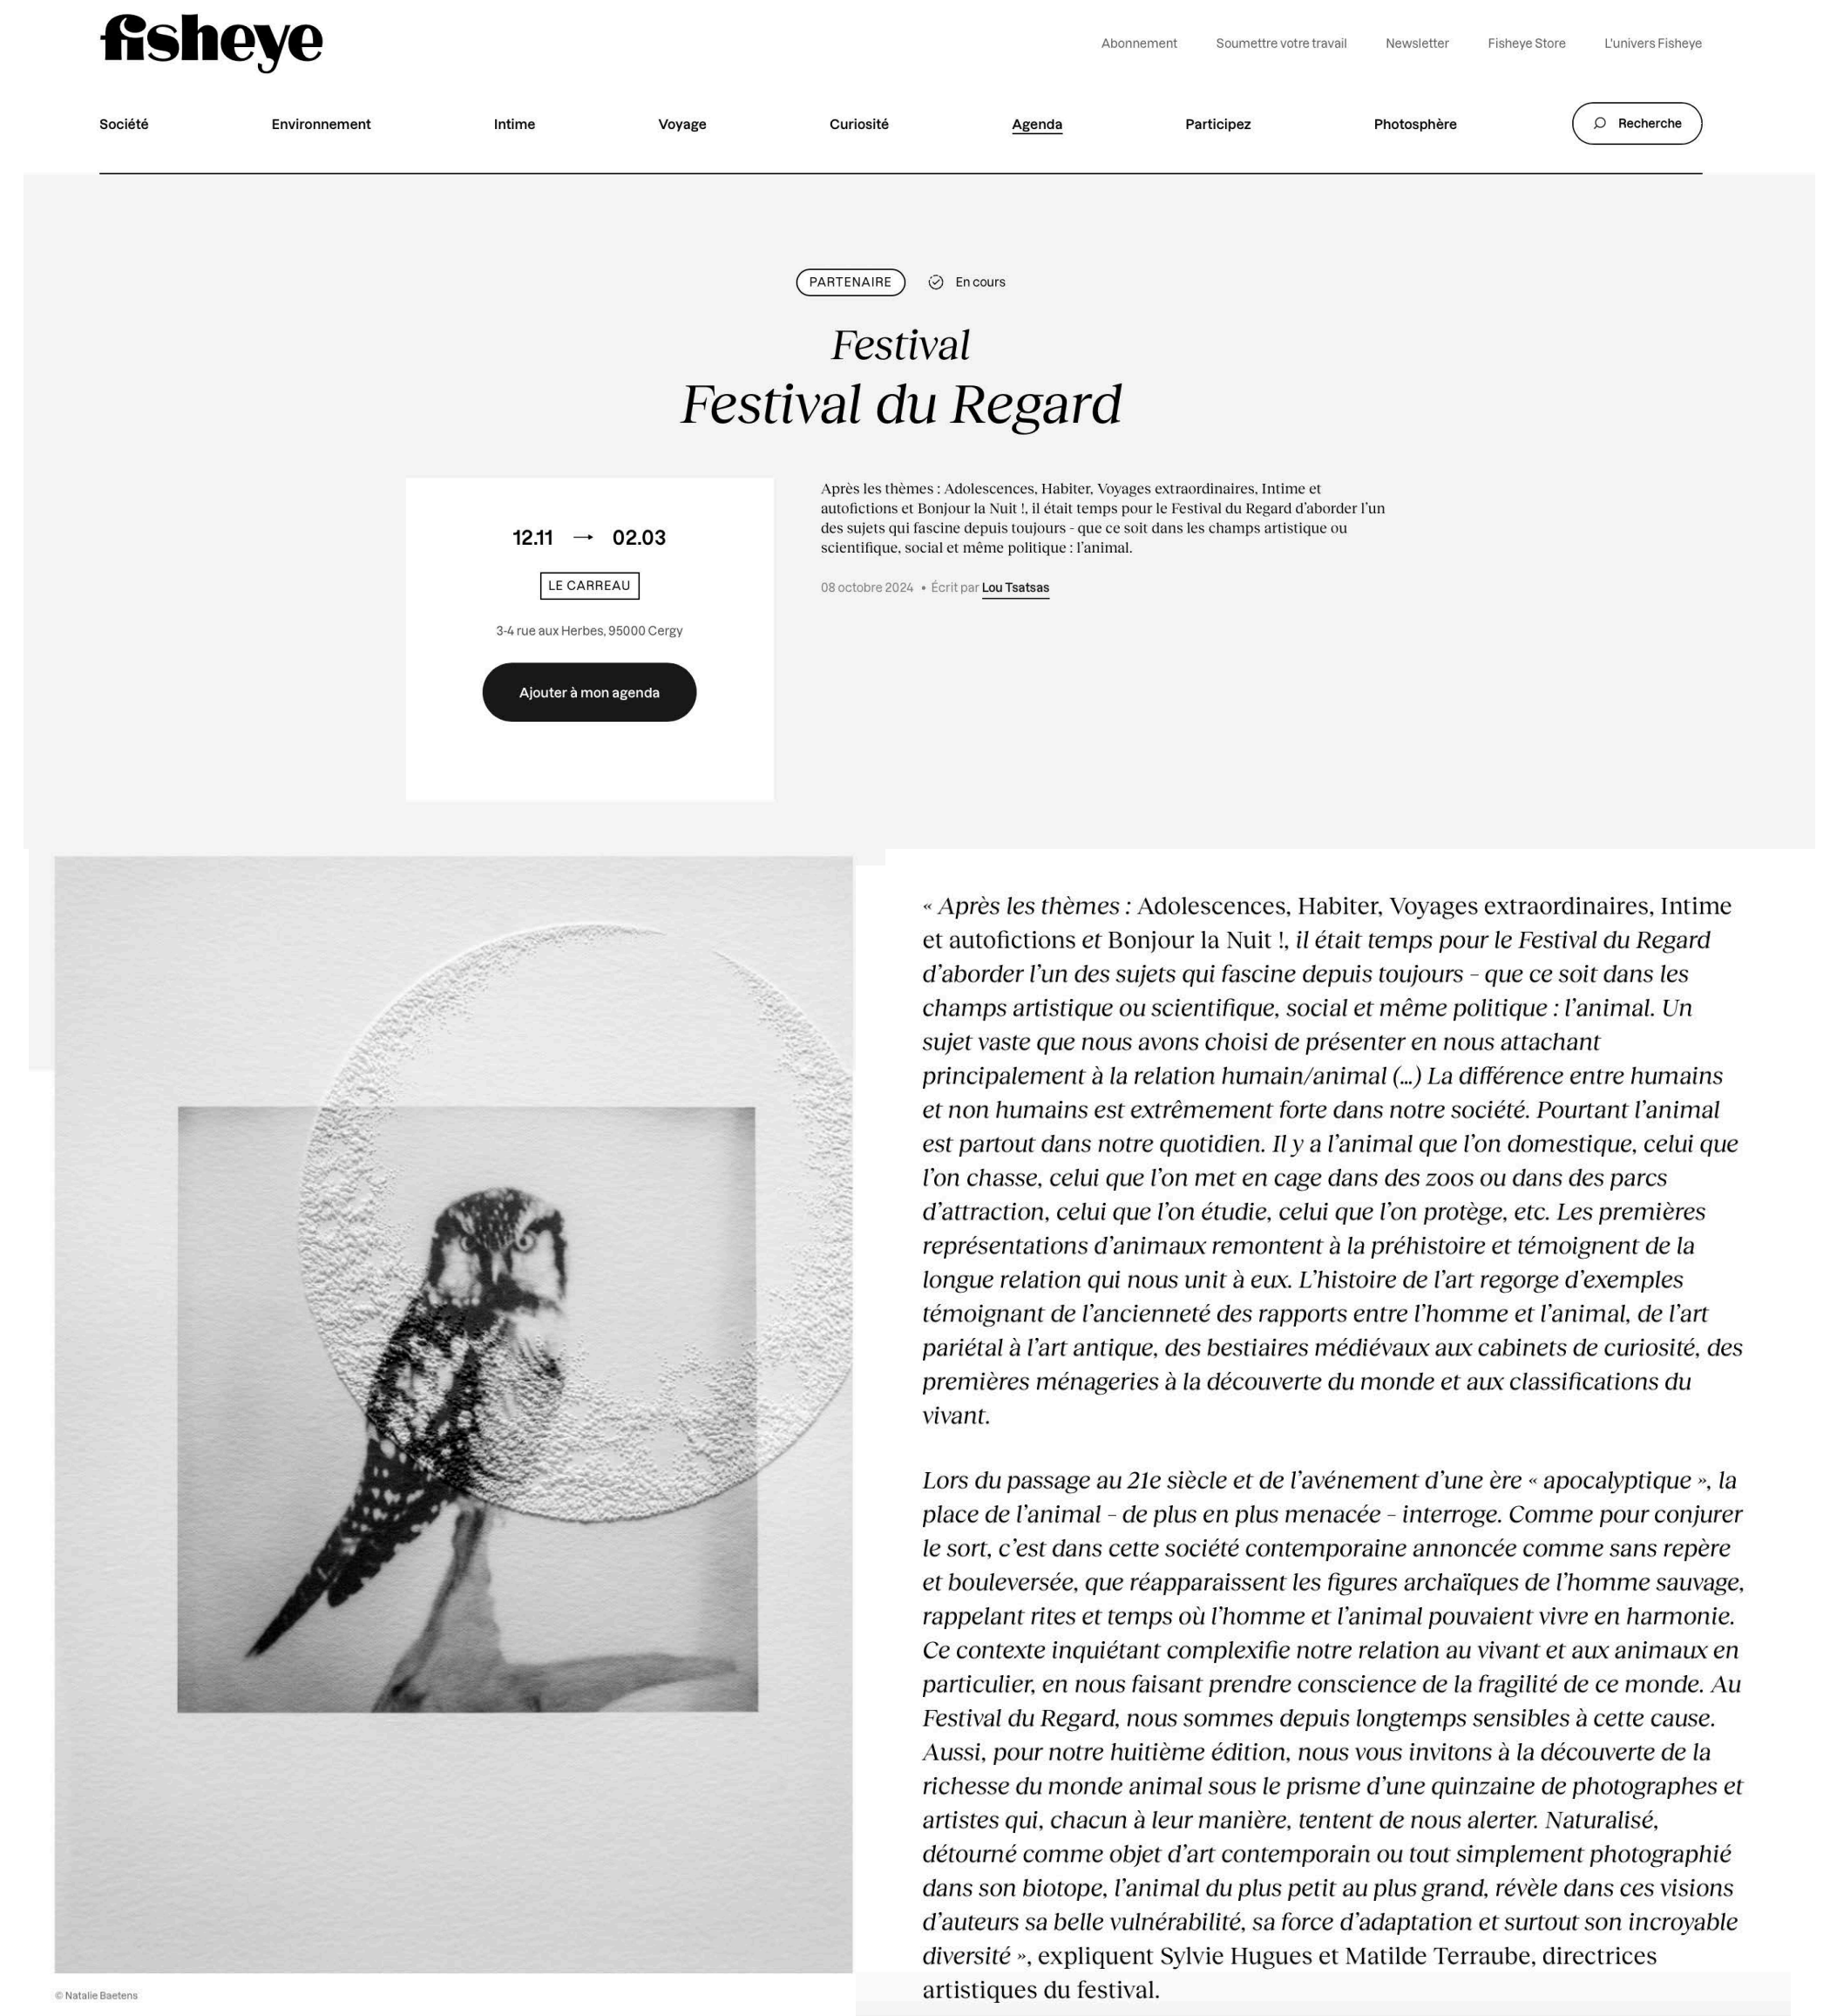 fisheye
Abonnement
Soumettre votre travail
Newsletter
Fisheye Store
L'univers Fisheye
Société
Environnement
Intime
Voyage
Curiosité
Agenda
Participez
Photosphère
Recherche
PARTENAIRE
En cours
Festival
Festival du Regard
12.11 → 02.03
LE CARREAU
3-4 rue aux Herbes, 95000 Cergy
Ajouter à mon agenda
Après les thèmes : Adolescences, Habiter, Voyages extraordinaires, Intime et
autofictions et Bonjour la Nuit !, il était temps pour le Festival du Regard d’aborder l’un
des sujets qui fascine depuis toujours - que ce soit dans les champs artistique ou
scientifique, social et même politique : l’animal.
08 octobre 2024 • Écrit par Lou Tsatsas
« Après les thèmes : Adolescences, Habiter, Voyages extraordinaires, Intime
et autofictions et Bonjour la Nuit !, il était temps pour le Festival du Regard
d’aborder l’un des sujets qui fascine depuis toujours – que ce soit dans les
champs artistique ou scientifique, social et même politique : l’animal. Un
sujet vaste que nous avons choisi de présenter en nous attachant
principalement à la relation humain/animal (…) La différence entre humains
et non humains est extrêmement forte dans notre société. Pourtant l’animal
est partout dans notre quotidien. Il y a l’animal que l’on domestique, celui que
l’on chasse, celui que l’on met en cage dans des zoos ou dans des parcs
d’attraction, celui que l’on étudie, celui que l’on protège, etc. Les premières
représentations d’animaux remontent à la préhistoire et témoignent de la
longue relation qui nous unit à eux. L’histoire de l’art regorge d’exemples
témoignant de l’ancienneté des rapports entre l’homme et l’animal, de l’art
pariétal à l’art antique, des bestiaires médiévaux aux cabinets de curiosité, des
premières ménageries à la découverte du monde et aux classifications du
vivant.
Lors du passage au 21e siècle et de l’avénement d’une ère « apocalyptique », la
place de l’animal – de plus en plus menacée – interroge. Comme pour conjurer
le sort, c’est dans cette société contemporaine annoncée comme sans repère
et bouleversée, que réapparaissent les figures archaïques de l’homme sauvage,
rappelant rites et temps où l’homme et l’animal pouvaient vivre en harmonie.
Ce contexte inquiétant complexifie notre relation au vivant et aux animaux en
particulier, en nous faisant prendre conscience de la fragilité de ce monde. Au
Festival du Regard, nous sommes depuis longtemps sensibles à cette cause.
Aussi, pour notre huitième édition, nous vous invitons à la découverte de la
richesse du monde animal sous le prisme d’une quinzaine de photographes et
artistes qui, chacun à leur manière, tentent de nous alerter. Naturalisé,
détourné comme objet d’art contemporain ou tout simplement photographié
dans son biotope, l’animal du plus petit au plus grand, révèle dans ces visions
d’auteurs sa belle vulnérabilité, sa force d’adaptation et surtout son incroyable
diversité », expliquent Sylvie Hugues et Matilde Terraube, directrices
artistiques du festival.
© Natalie Baetens